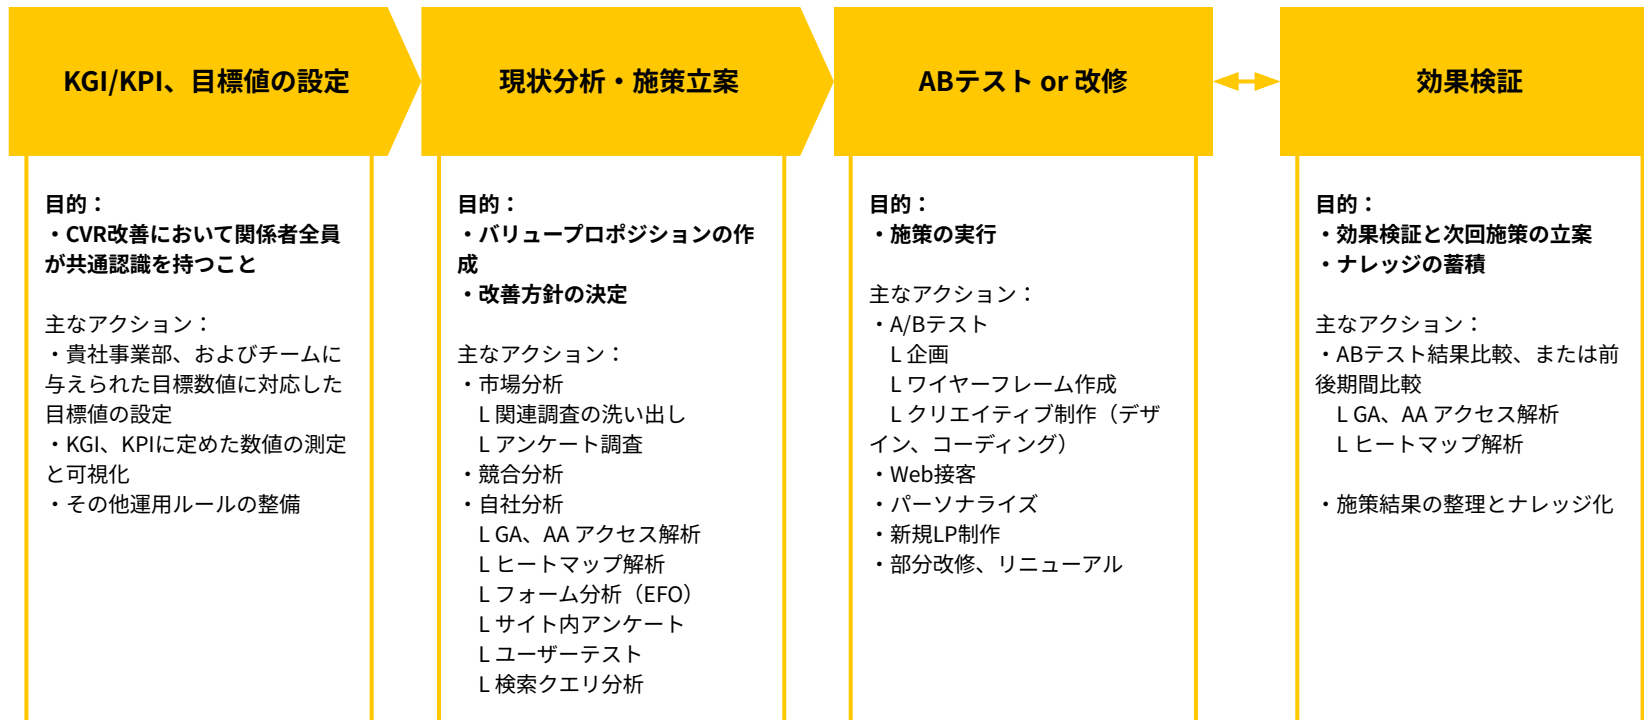 KGI/KPI、目標値の設定
目的：
・CVR改善において関係者全員
が共通認識を持つこと
主なアクション：
・貴社事業部、およびチームに
与えられた目標数値に対応した
目標値の設定
・KGI、KPIに定めた数値の測定
と可視化
・その他運用ルールの整備
現状分析・施策立案
目的：
・バリュープロポジションの作
成
・改善方針の決定
主なアクション：
・市場分析
L 関連調査の洗い出し
L アンケート調査
・競合分析
・自社分析
L GA、AA アクセス解析
L ヒートマップ解析
L フォーム分析（EFO）
L サイト内アンケート
L ユーザーテスト
L 検索クエリ分析
ABテスト or 改修
目的：
・施策の実行
主なアクション：
・A/Bテスト
L 企画
L ワイヤーフレーム作成
L クリエイティブ制作（デザ
イン、コーディング）
・Web接客
・パーソナライズ
・新規LP制作
・部分改修、リニューアル
効果検証
目的：
・効果検証と次回施策の立案
・ナレッジの蓄積
主なアクション：
・ABテスト結果比較、または前
後期間比較
L GA、AA アクセス解析
L ヒートマップ解析
・施策結果の整理とナレッジ化